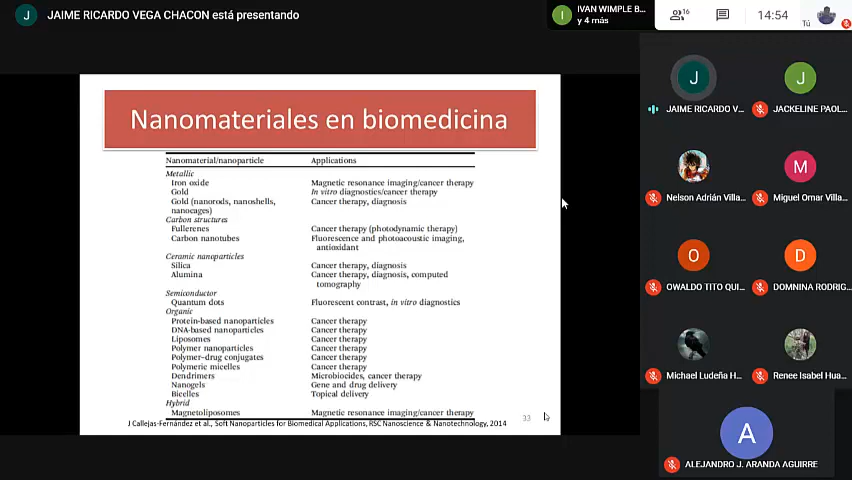 J JAIME RICARDO VEGA CHACON está presentando
I IVAN WIMPLE B...
y 4 más
16
14:54
Tú
Nanomateriales en biomedicina
Nanomaterial/nanoparticle Applications
Metallic
Iron oxide Magnetic resonance imaging/cancer therapy
Gold In vitro diagnostics/cancer therapy
Gold (nanorods, nanoshells, Cancer therapy, diagnosis
nanocages)
Carbon structures
Fullerenes Cancer therapy (photodynamic therapy)
Carbon nanotubes Fluorescence and photoacoustic imaging,
antioxidant
Ceramic nanoparticles
Silica Cancer therapy, diagnosis
Alumina Cancer therapy, diagnosis, computed
tomography
Semiconductor
Quantum dots Fluorescent contrast, in vitro diagnostics
Organic
Protein-based nanoparticles Cancer therapy
DNA-based nanoparticles Cancer therapy
Liposomes Cancer therapy
Polymer nanoparticles Cancer therapy
Polymer–drug conjugates Cancer therapy
Polymeric micelles Cancer therapy
Dendrimers Microbiocides, cancer therapy
Nanogels Gene and drug delivery
Bicelles Topical delivery
Hybrid
Magnetoliposomes Magnetic resonance imaging/cancer therapy
33
J Callejas-Fernández et al., Soft Nanoparticles for Biomedical Applications, RSC Nanoscience & Nanotechnology, 2014
J
J
JAIME RICARDO V... JACKELINE PAOL...
M
Nelson Adrián Villa... Miguel Omar Villa...
O D
OWALDO TITO QUI... DOMNINA RODRIG...
Michael Ludeña H... Renee Isabel Hua...
A
ALEJANDRO J. ARANDA AGUIRRE